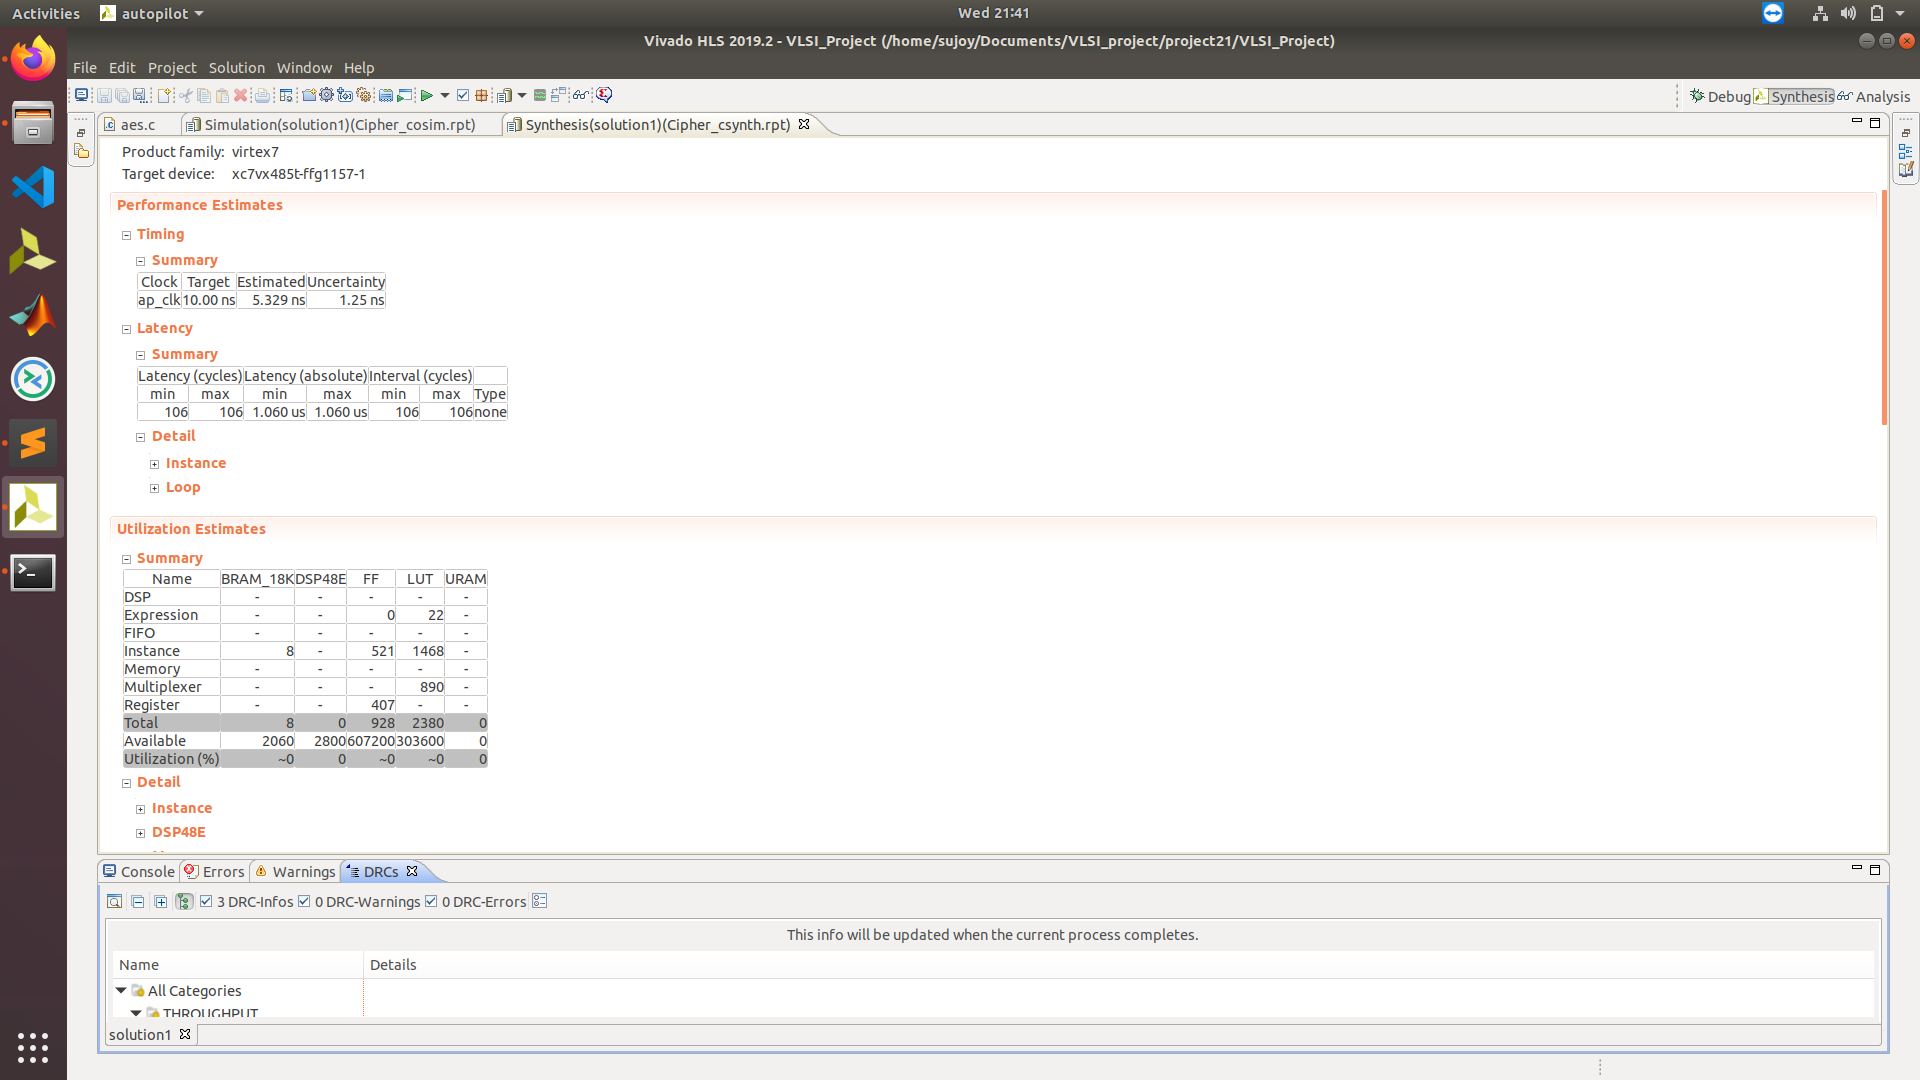 Activities autopilot Wed 21:41
Vivado HLS 2019.2 - VLSI_Project (/home/sujoy/Documents/VLSI_project/project21/VLSI_Project)
File Edit Project Solution Window Help
Debug Synthesis Analysis
aes.c Simulation(solution1)(Cipher_cosim.rpt) Synthesis(solution1)(Cipher_csynth.rpt)
Product family: virtex7
Target device: xc7vx485t-ffg1157-1
Performance Estimates
Timing
Summary
Clock Target Estimated Uncertainty
ap_clk 10.00 ns 5.329 ns 1.25 ns
Latency
Summary
Latency (cycles) Latency (absolute) Interval (cycles)
min max min max min max Type
106 106 1.060 us 1.060 us 106 106 none
Detail
Instance
Loop
Utilization Estimates
Summary
Name BRAM_18K DSP48E FF LUT URAM
DSP - - - - -
Expression - - 0 22 -
FIFO - - - - -
Instance 8 - 521 1468 -
Memory - - - - -
Multiplexer - - - 890 -
Register - - 407 - -
Total 8 0 928 2380 0
Available 2060 2800 607200 303600 0
Utilization (%) ~0 0 ~0 ~0 0
Detail
Instance
DSP48E
Console Errors Warnings DRCs
3 DRC-Infos 0 DRC-Warnings 0 DRC-Errors
This info will be updated when the current process completes.
Name Details
All Categories
THROUGHPUT
solution1